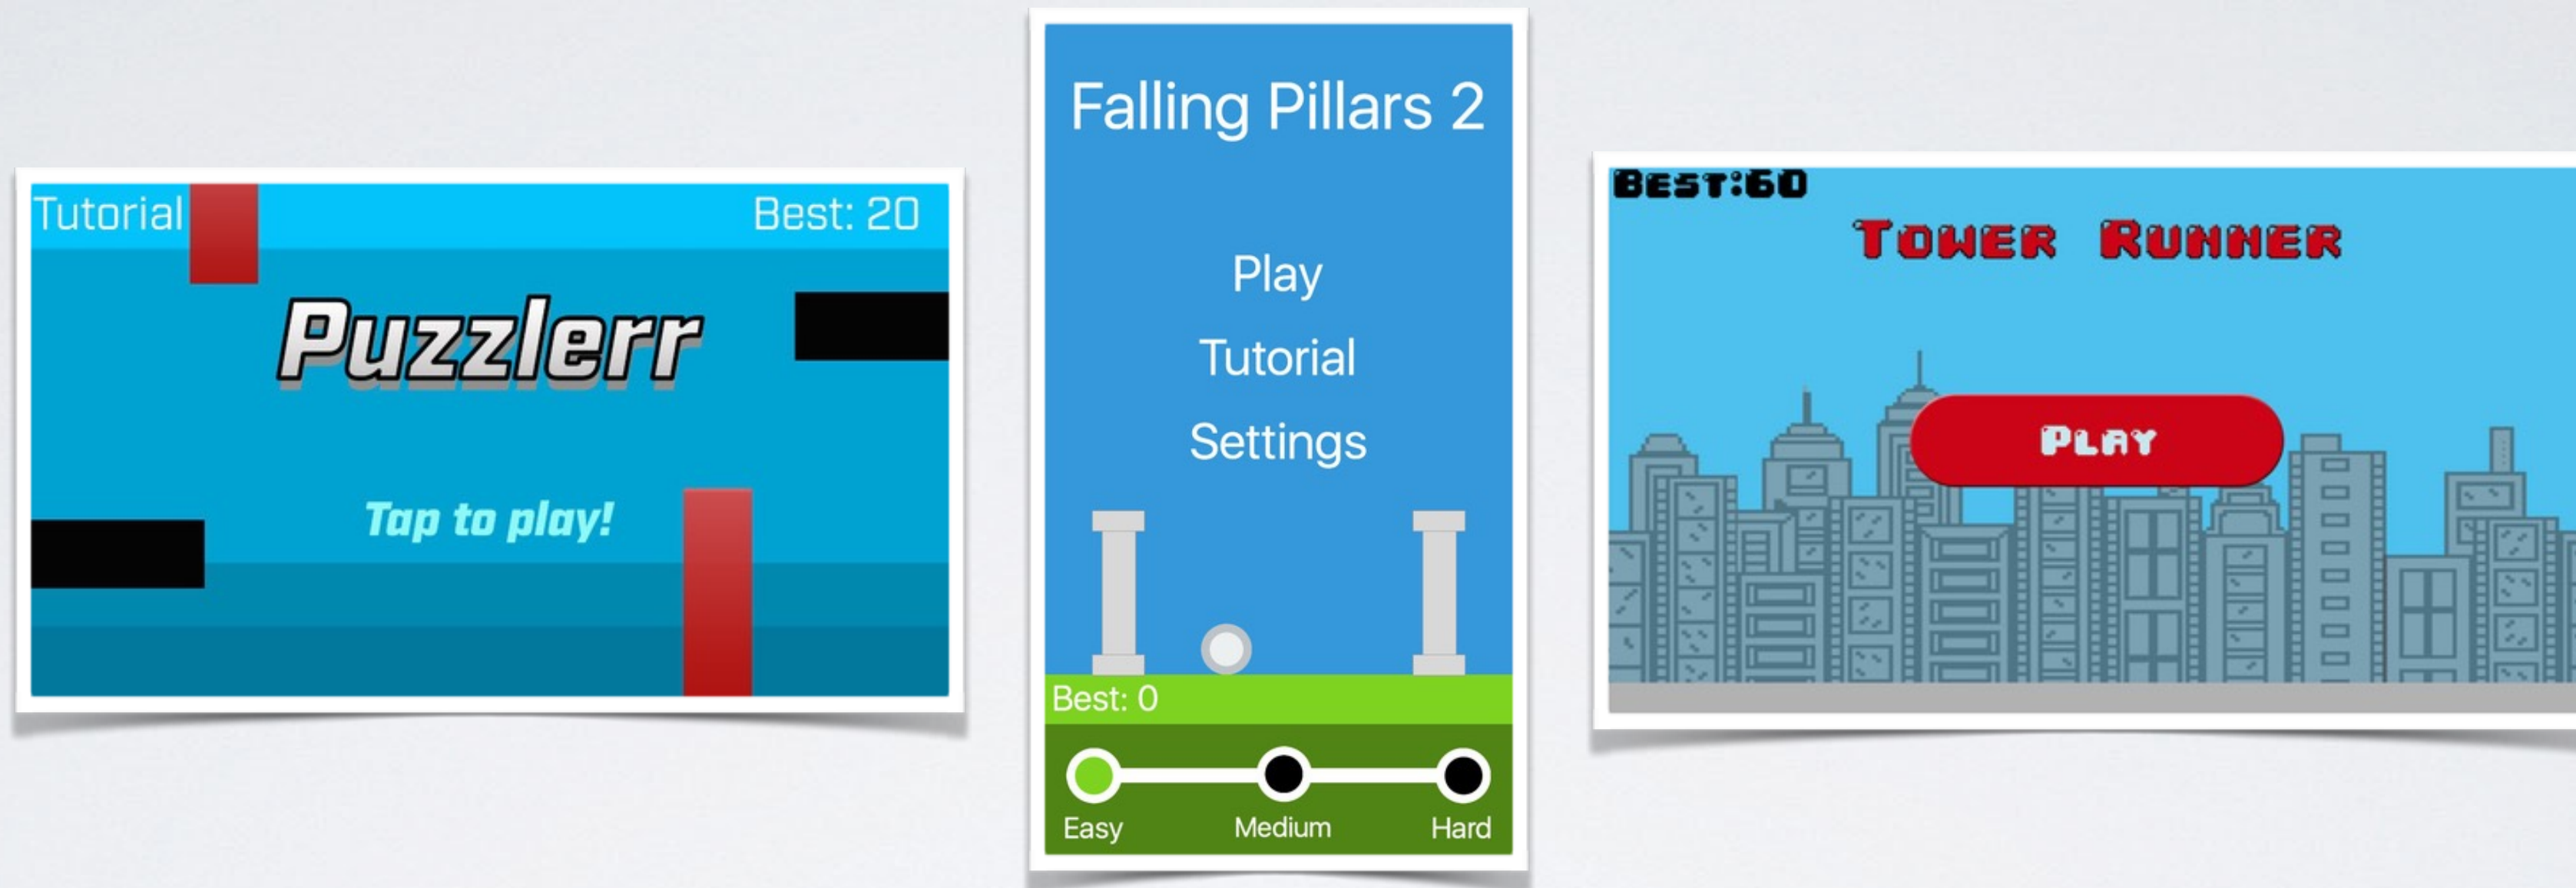 Tutorial
Best: 20
Puzzlerr
Tap to play!
Falling Pillars 2
Play
Tutorial
Settings
Best: 0
Easy Medium Hard
BEST:60
TOWER RUNNER
PLAY